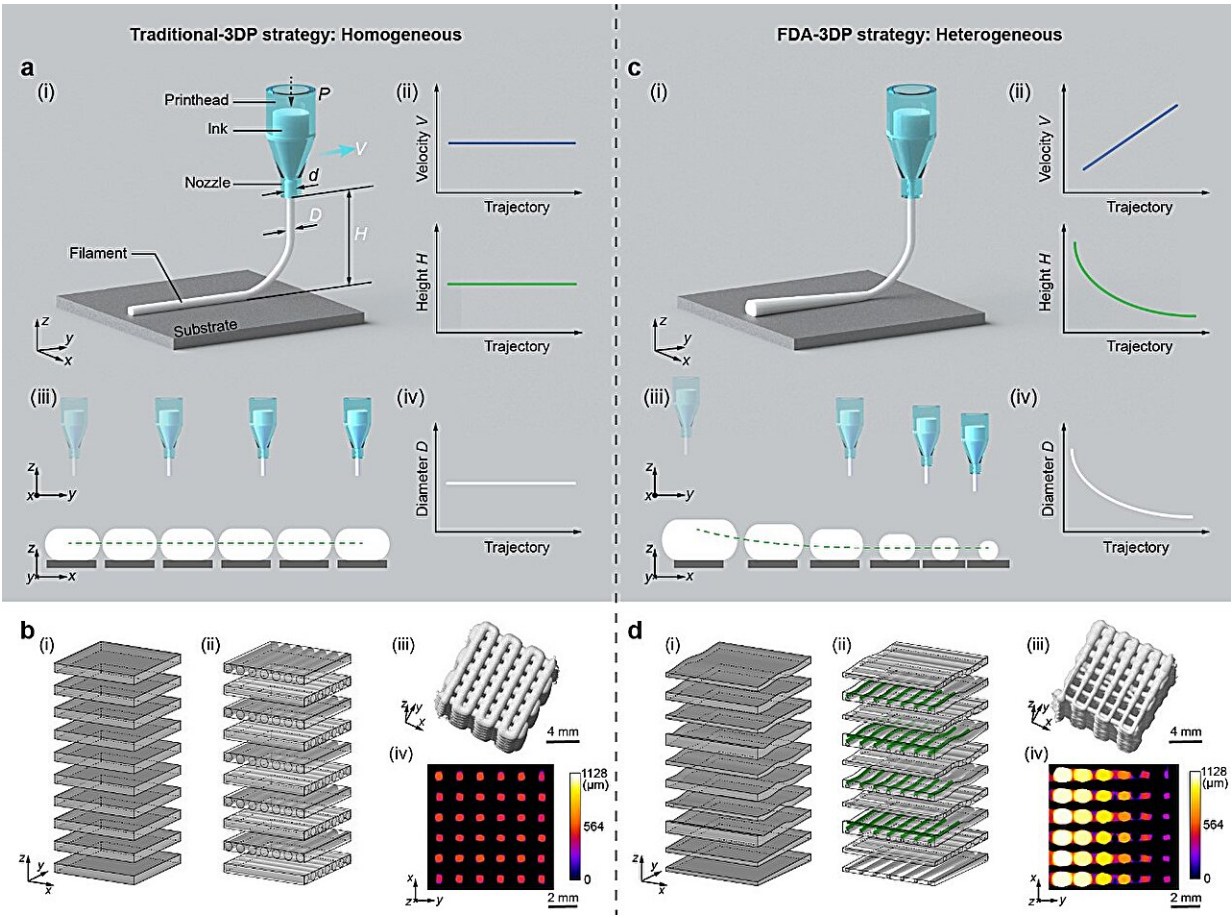 Traditional-3DP strategy: Homogeneous
a
(i)
Printhead
P
Ink
V
Nozzle
d
D
H
Filament
Substrate
z
y
x
(ii)
Velocity V
Trajectory
Height H
Trajectory
(iii)
z
x
y
z
y
x
(iv)
Diameter D
Trajectory
b
(i)
z
y
x
(ii)
(iii)
z
y
x
4 mm
(iv)
1128
(μm)
564
0
x
z
y
2 mm
FDA-3DP strategy: Heterogeneous
c
(i)
z
y
x
(ii)
Velocity V
Trajectory
Height H
Trajectory
(iii)
z
x
y
z
y
x
(iv)
Diameter D
Trajectory
d
(i)
z
y
x
(ii)
(iii)
z
y
x
4 mm
(iv)
1128
(μm)
564
0
x
z
y
2 mm